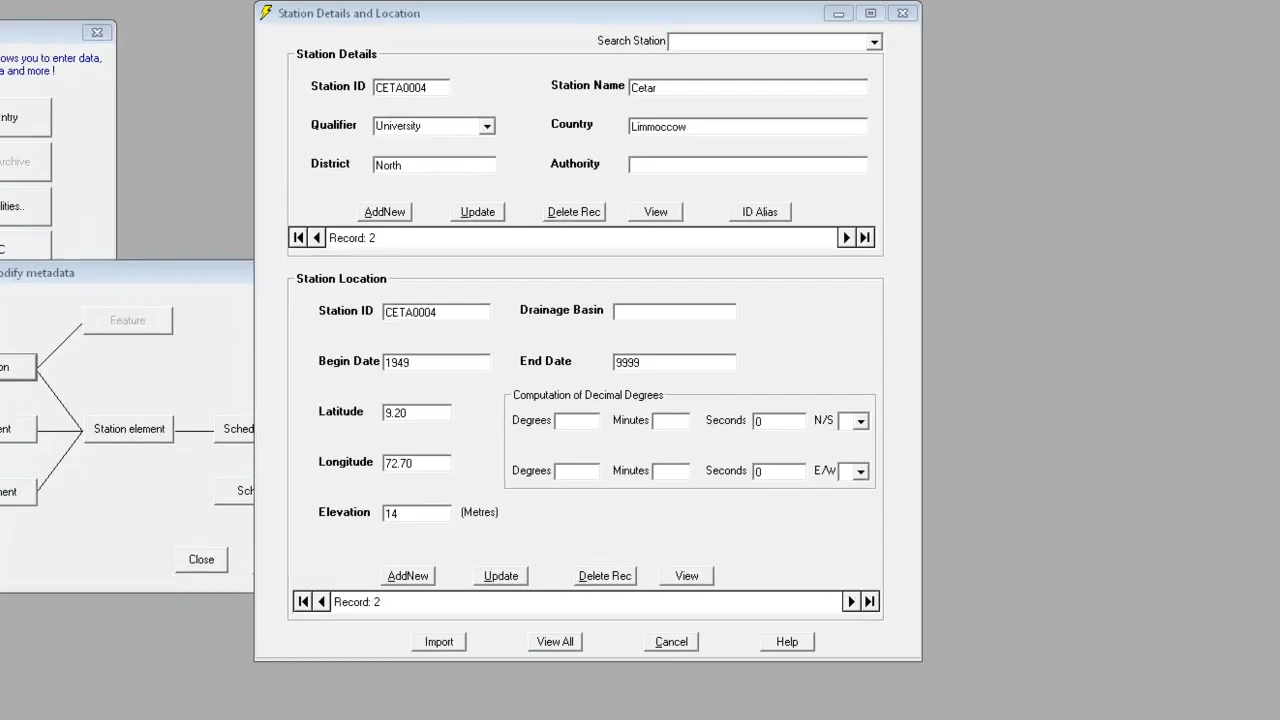 Station Details and Location
ows you to enter data,
a and more !
ntry
rchive
lities..
C
odify metadata
Feature
on
ent
Station element
Sched
ment
Sch
Close
Search Station
Station Details
Station ID CETA0004 Station Name Cetar
Qualifier University Country Limmoccow
District North Authority
AddNew Update Delete Rec View ID Alias
Record: 2
Station Location
Station ID CETA0004 Drainage Basin
Begin Date 1949 End Date 9999
Computation of Decimal Degrees
Latitude 9.20 Degrees Minutes Seconds 0 N/S
Longitude 72.70 Degrees Minutes Seconds 0 E/W
Elevation 14 (Metres)
AddNew Update Delete Rec View
Record: 2
Import View All Cancel Help